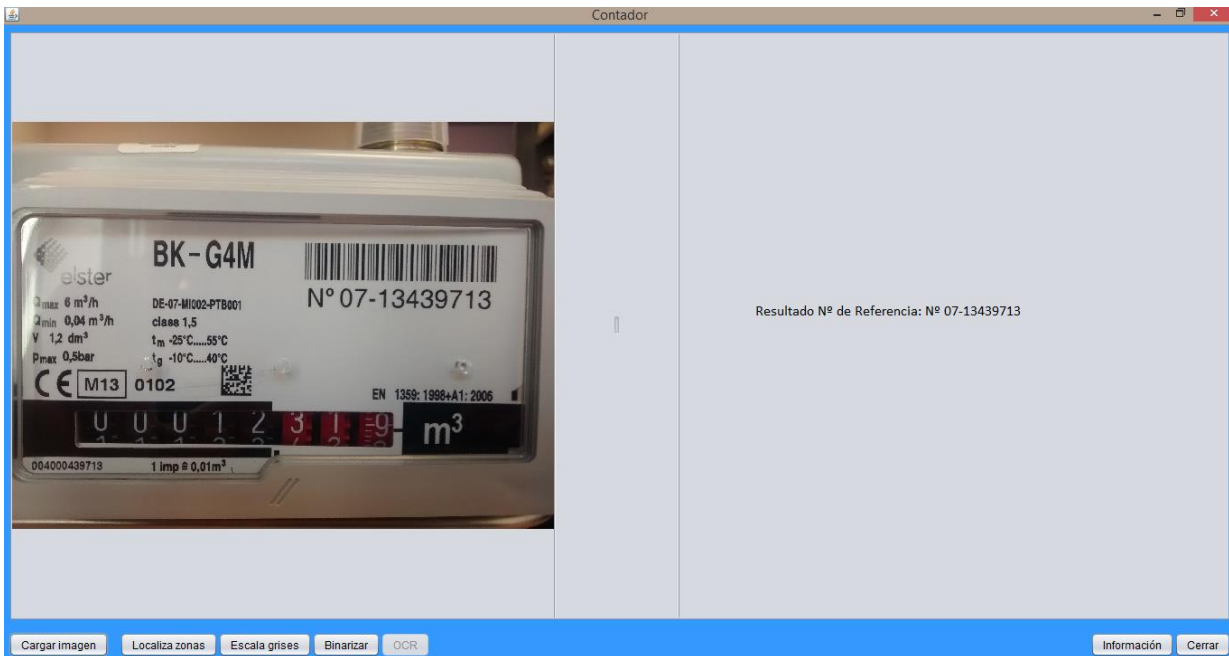 Contador
elster
BK-G4M
Qmax 6 m³/h
Qmin 0,04 m³/h
V 1,2 dm³
Pmax 0,5bar
DE-07-MI002-PTB001
class 1,5
tm -25°C.....55°C
tg -10°C.....40°C
Nº 07-13439713
CE M13 0102
EN 1359: 1998+A1: 2006
0 0 0 1 2 3 1 9 m³
004000439713
1 imp ≙ 0,01m³
Resultado Nº de Referencia: Nº 07-13439713
Cargar imagen
Localiza zonas
Escala grises
Binarizar
OCR
Información
Cerrar